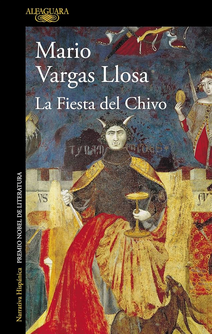 ALFAGUARA
Mario
Vargas Llosa
La Fiesta del Chivo
Narrativa Hispánica
PREMIO NOBEL DE LITERATURA